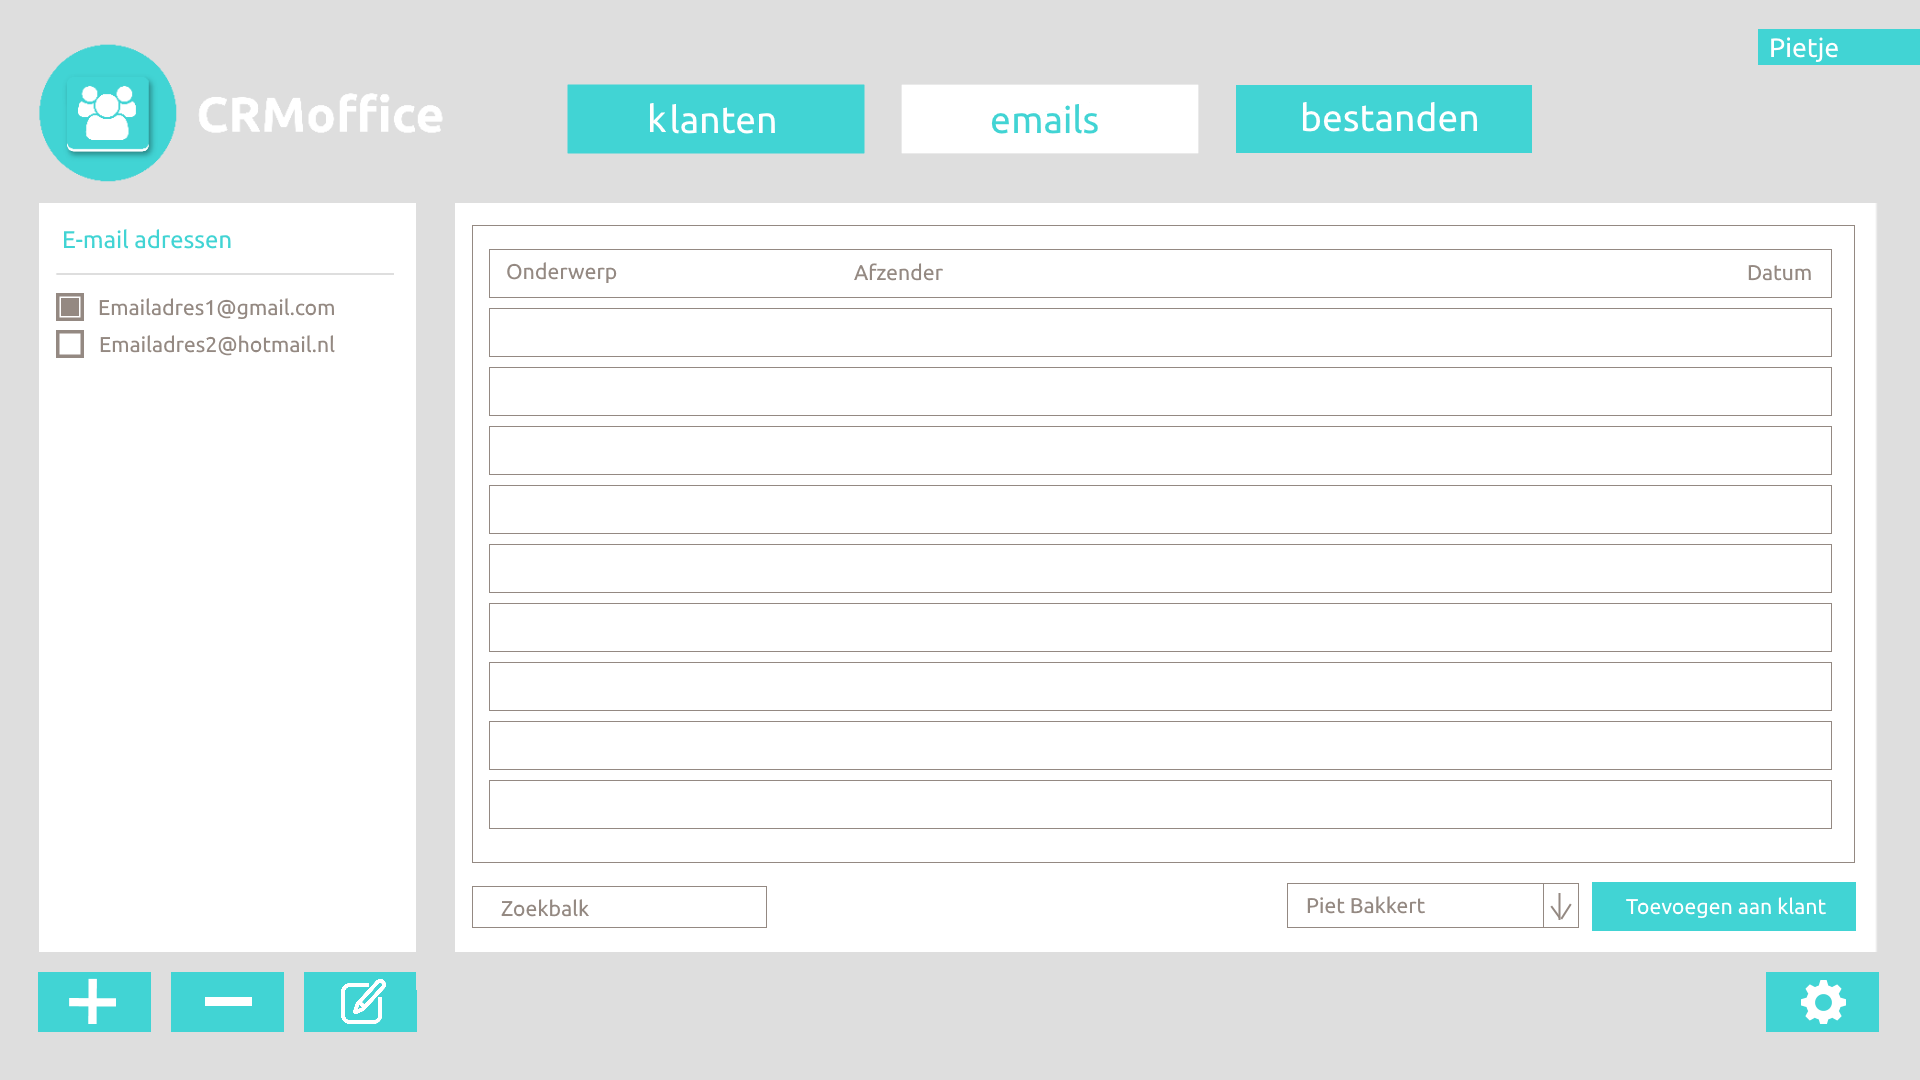 Pietje
CRMoffice
klanten
emails
bestanden
E-mail adressen
Emailadres1@gmail.com
Emailadres2@hotmail.nl
Onderwerp
Afzender
Datum
Zoekbalk
Piet Bakkert
Toevoegen aan klant